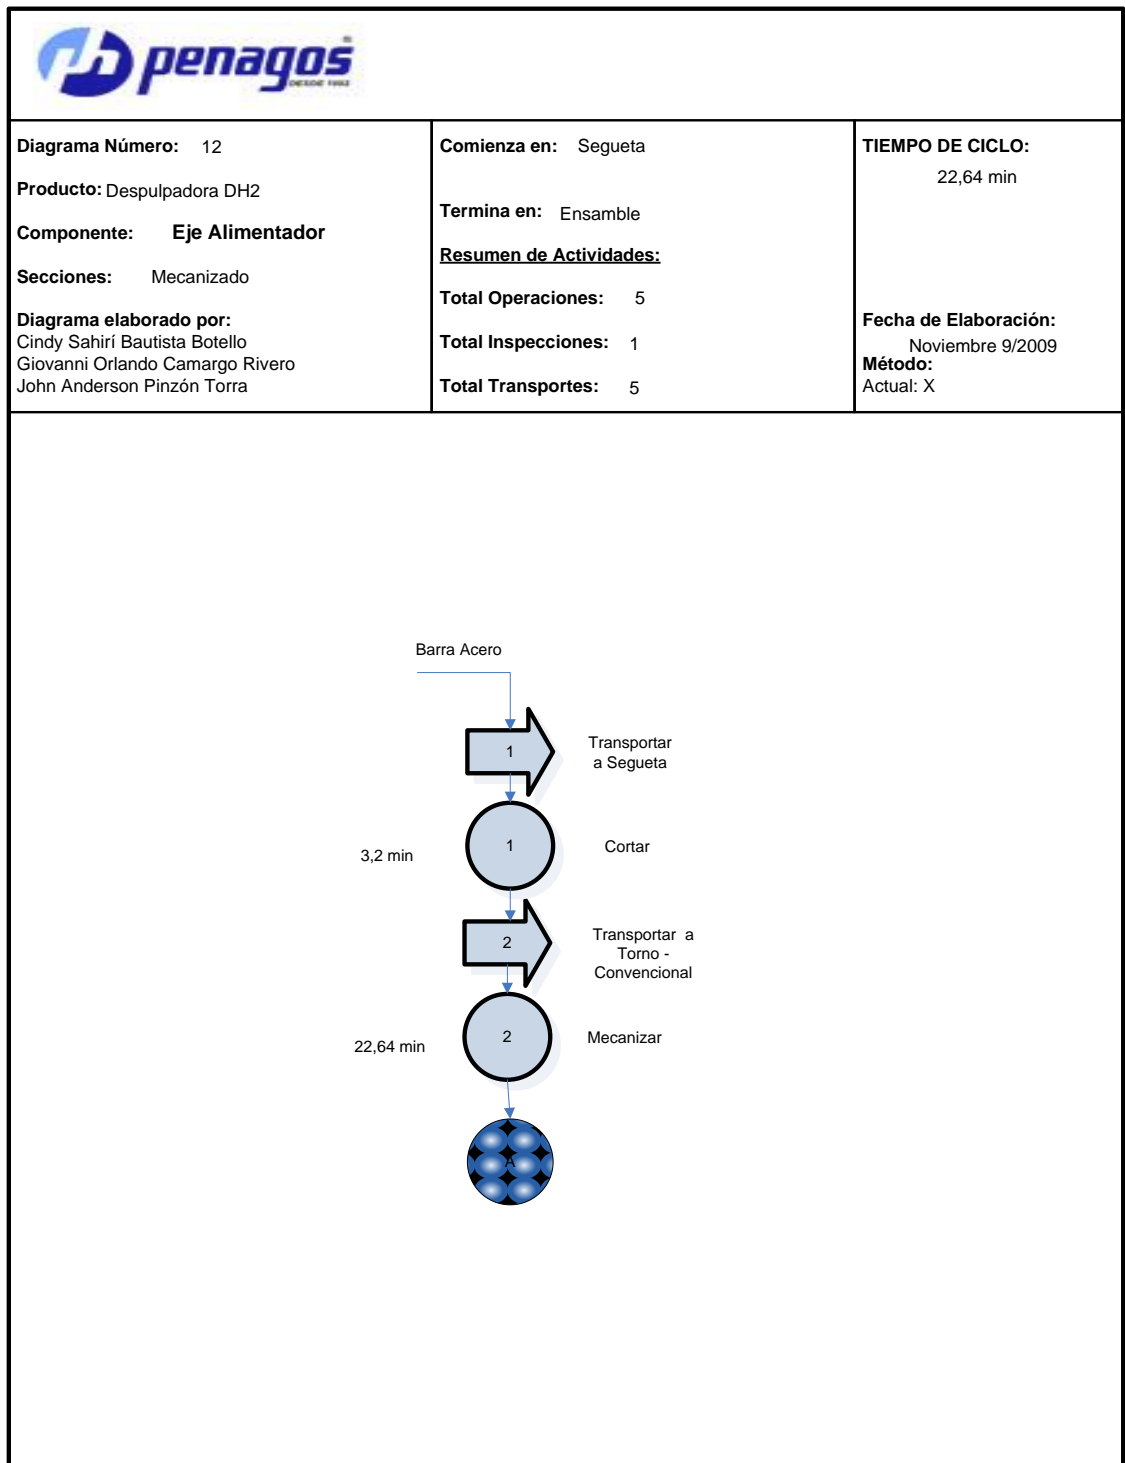 penagos
DESDE 1892
Diagrama Número: 12
Producto: Despulpadora DH2
Componente: Eje Alimentador
Secciones: Mecanizado
Diagrama elaborado por:
Cindy Sahirí Bautista Botello
Giovanni Orlando Camargo Rivero
John Anderson Pinzón Torra
Comienza en: Segueta
Termina en: Ensamble
Resumen de Actividades:
Total Operaciones: 5
Total Inspecciones: 1
Total Transportes: 5
TIEMPO DE CICLO:
22,64 min
Fecha de Elaboración:
Noviembre 9/2009
Método:
Actual: X
Barra Acero
1
Transportar
a Segueta
3,2 min
1
Cortar
2
Transportar a
Torno -
Convencional
22,64 min
2
Mecanizar
A